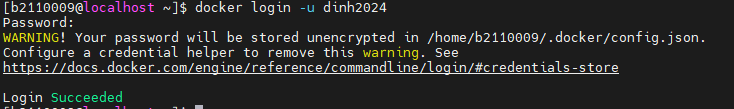 [b2110009@localhost ~]$ docker login -u dinh2024
Password:
WARNING! Your password will be stored unencrypted in /home/b2110009/.docker/config.json.
Configure a credential helper to remove this warning. See
https://docs.docker.com/engine/reference/commandline/login/#credentials-store
Login Succeeded
[b2110009@localhost ~]$